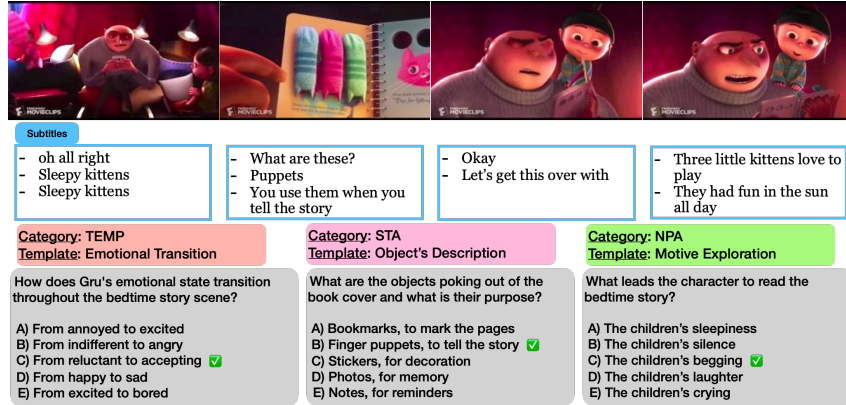 FANDANGO
MOVIECLIPS
FANDANGO
MOVIECLIPS
FANDANGO
MOVIECLIPS
FANDANGO
MOVIECLIPS
Subtitles
- oh all right
- Sleepy kittens
- Sleepy kittens
- What are these?
- Puppets
- You use them when you
tell the story
- Okay
- Let's get this over with
- Three little kittens love to
play
- They had fun in the sun
all day
Category: TEMP
Template: Emotional Transition
How does Gru's emotional state transition
throughout the bedtime story scene?
A) From annoyed to excited
B) From indifferent to angry
C) From reluctant to accepting ✅
D) From happy to sad
E) From excited to bored
Category: STA
Template: Object's Description
What are the objects poking out of the
book cover and what is their purpose?
A) Bookmarks, to mark the pages
B) Finger puppets, to tell the story ✅
C) Stickers, for decoration
D) Photos, for memory
E) Notes, for reminders
Category: NPA
Template: Motive Exploration
What leads the character to read the
bedtime story?
A) The children's sleepiness
B) The children's silence
C) The children's begging ✅
D) The children's laughter
E) The children's crying